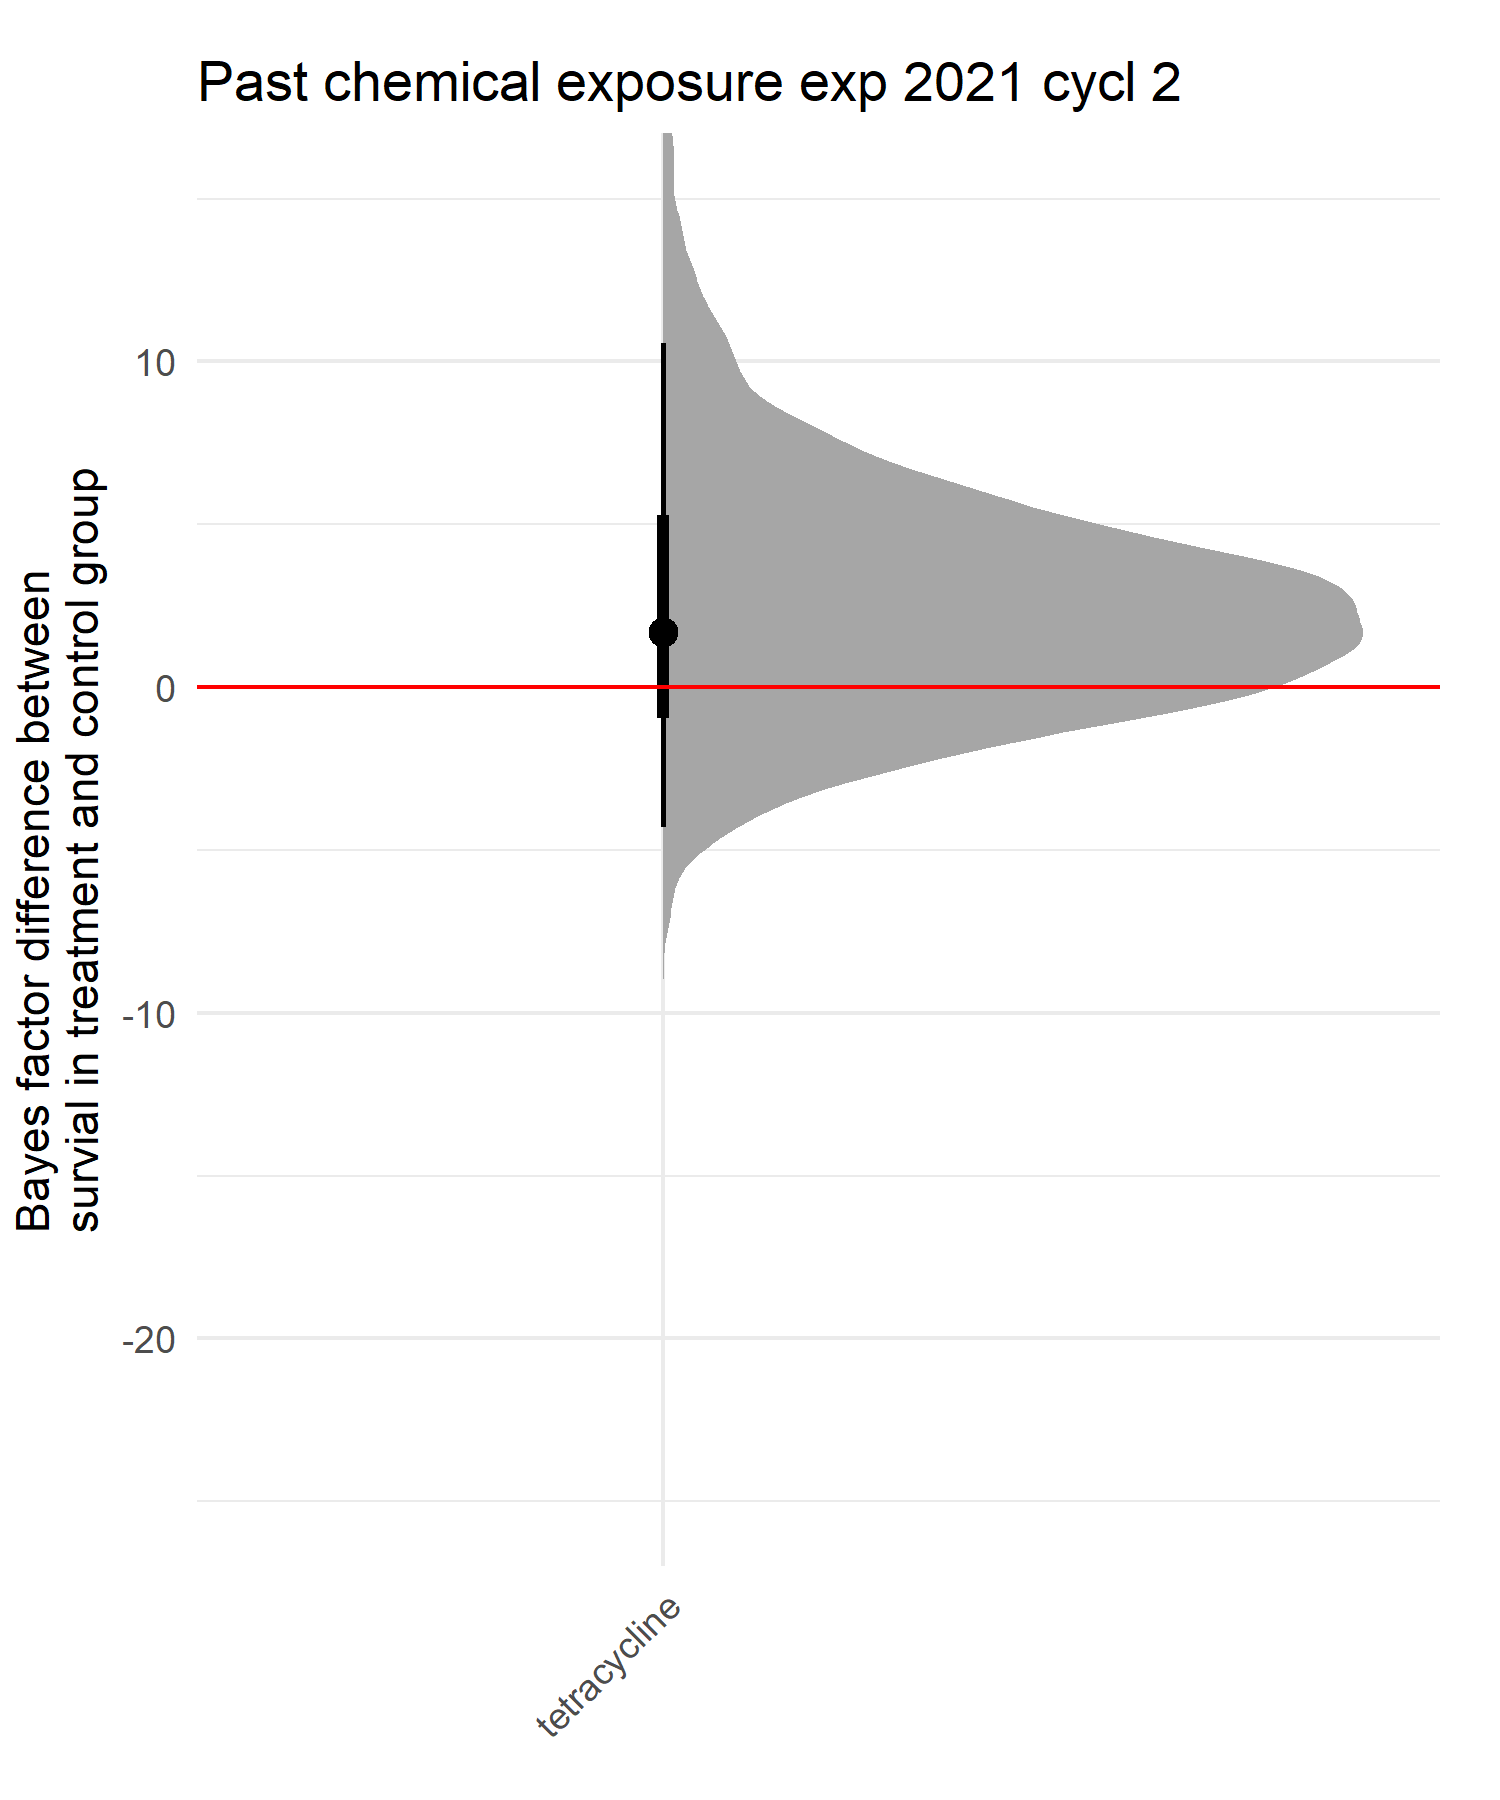 Past chemical exposure exp 2021 cycl 2
Bayes factor difference between
survial in treatment and control group
10
0
-10
-20
tetracycline